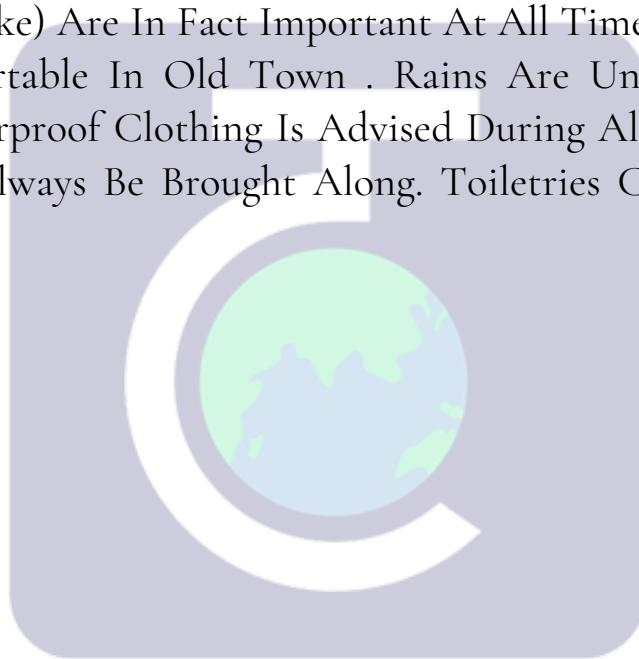 ke) Are In Fact Important At All Time
rtable In Old Town . Rains Are Un
rproof Clothing Is Advised During Al
lways Be Brought Along. Toiletries C